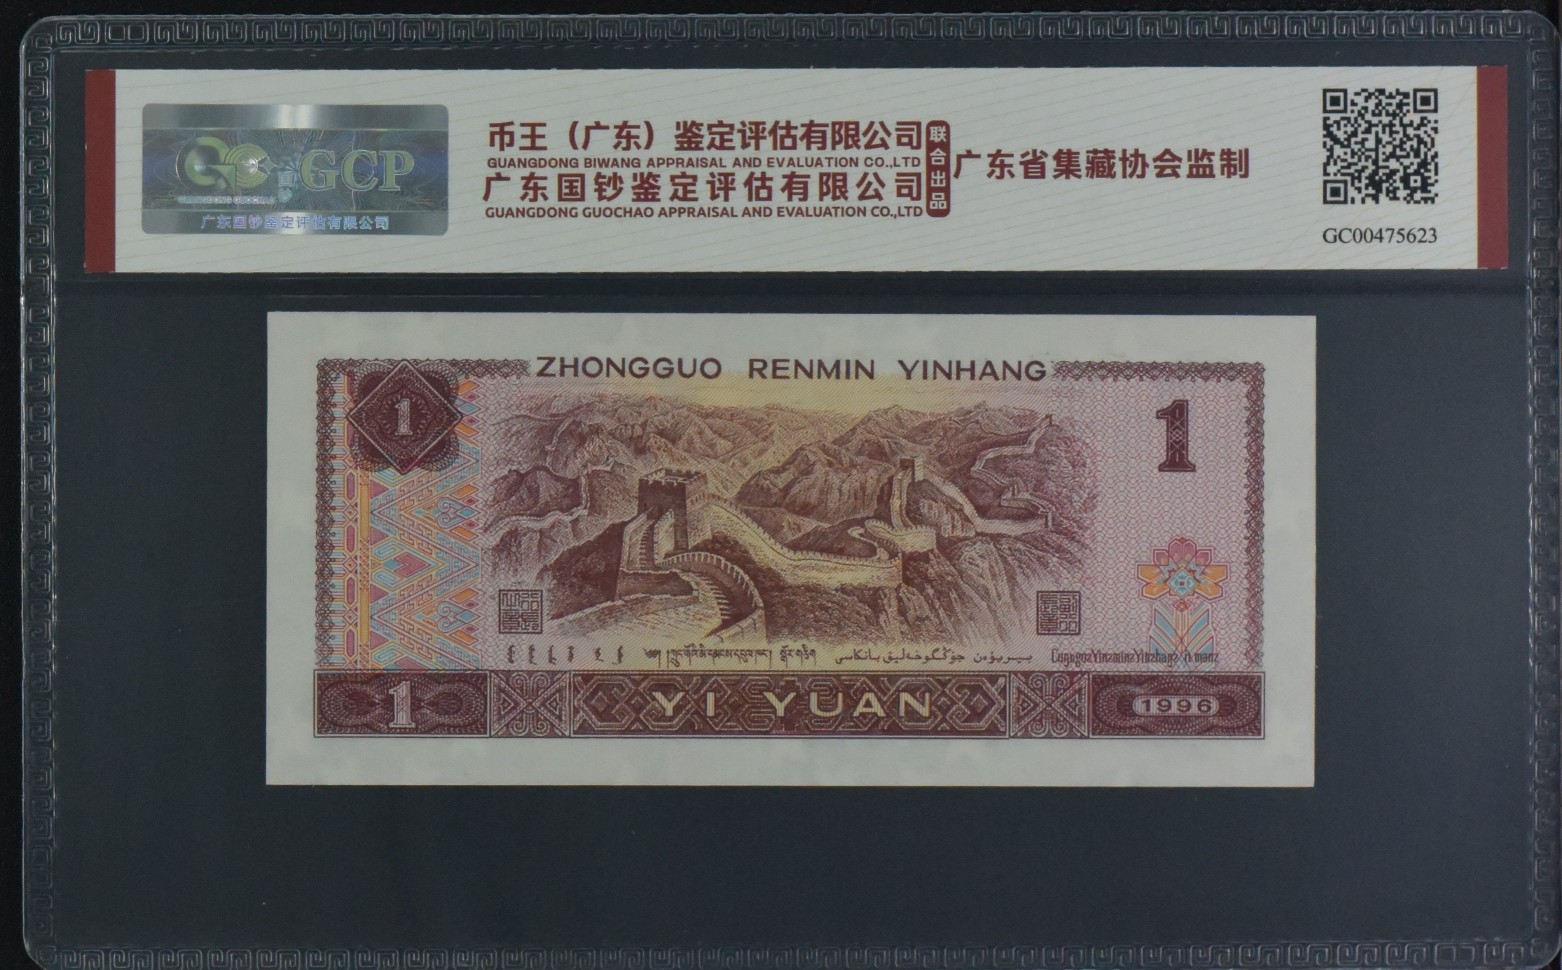 GCP
国钞
广东国钞鉴定评估有限公司
币王（广东）鉴定评估有限公司
GUANGDONG BIWANG APPRAISAL AND EVALUATION CO.,LTD
广东国钞鉴定评估有限公司
GUANGDONG GUOCHAO APPRAISAL AND EVALUATION CO.,LTD
联合出品
广东省集藏协会监制
GC00475623
ZHONGGUO RENMIN YINHANG
1
1
1
YI YUAN
1996